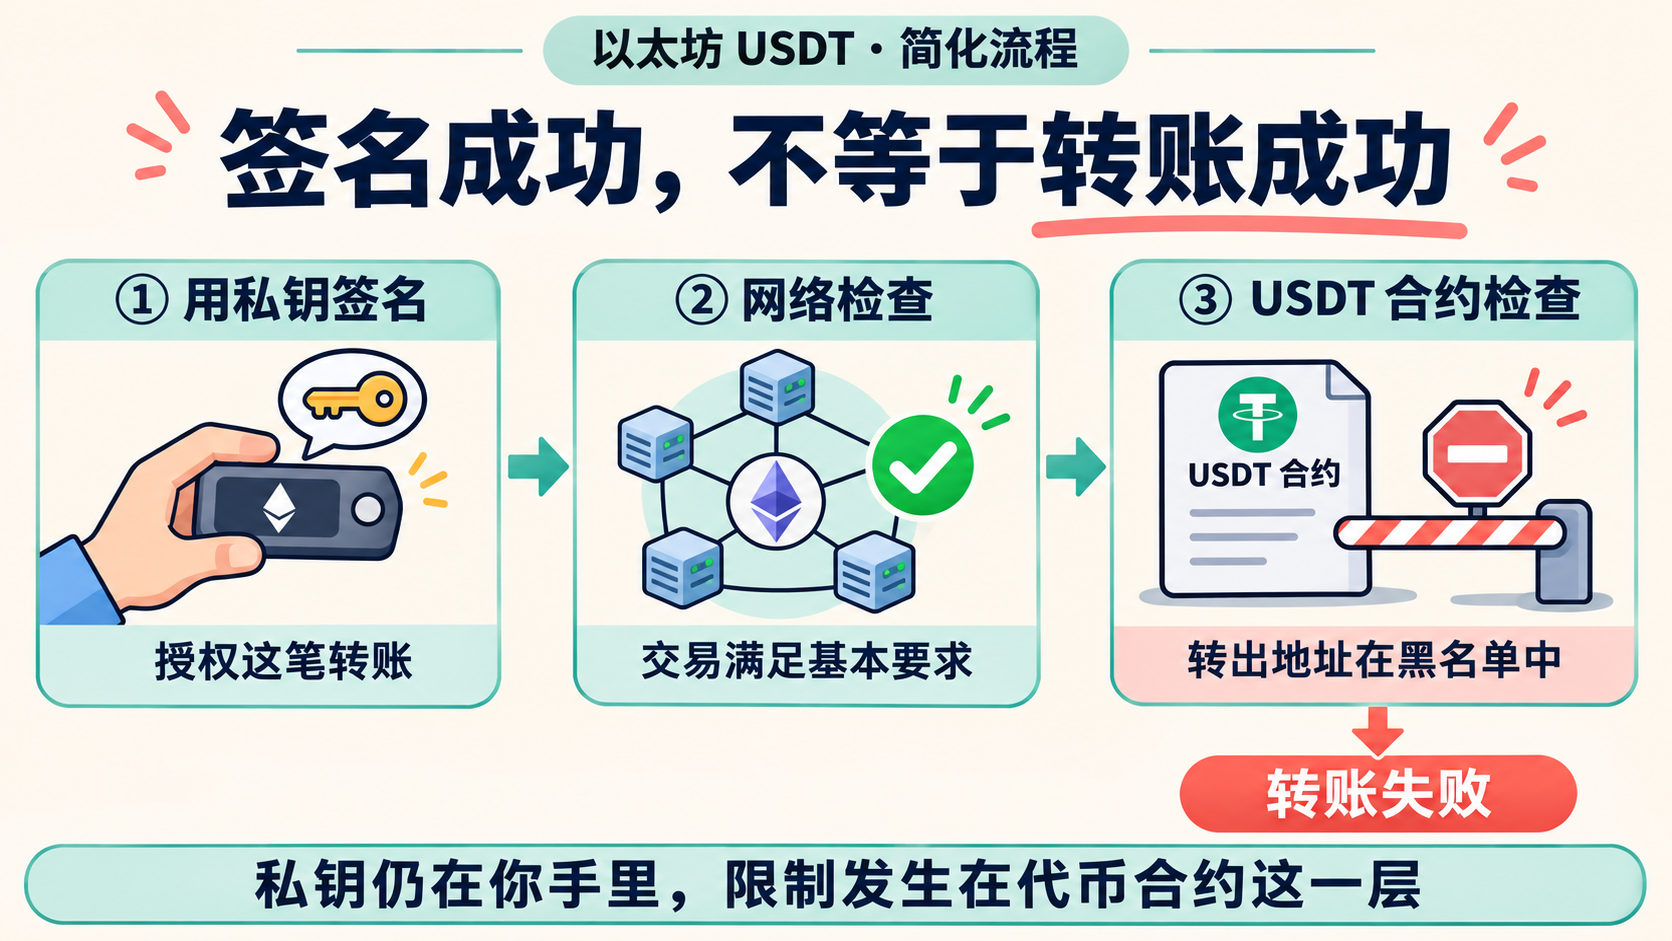 以太坊 USDT · 简化流程
签名成功，不等于转账成功
① 用私钥签名
授权这笔转账
② 网络检查
交易满足基本要求
③ USDT 合约检查
USDT 合约
转出地址在黑名单中
转账失败
私钥仍在你手里，限制发生在代币合约这一层